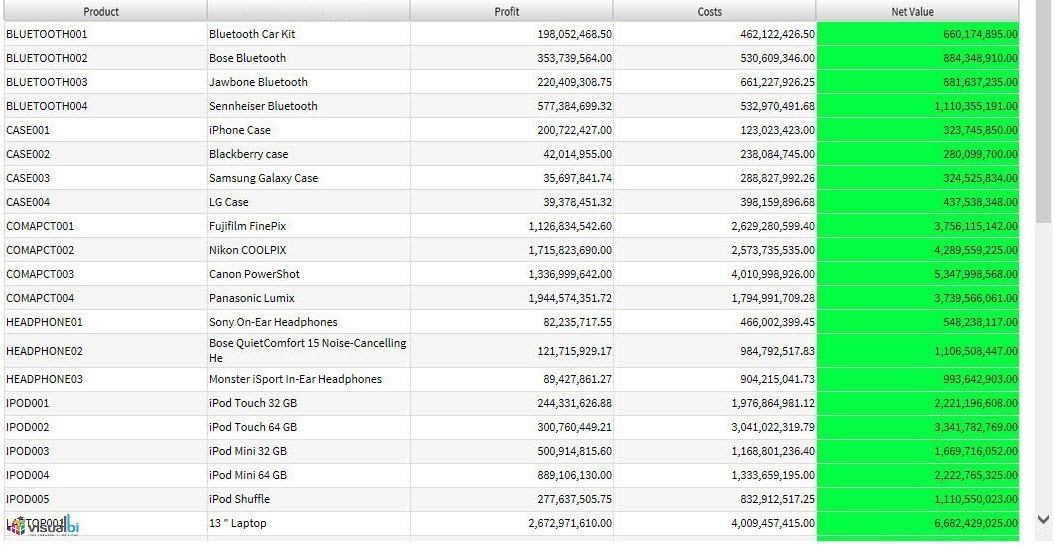 Product Profit Costs Net Value
BLUETOOTH001 Bluetooth Car Kit 198,052,468.50 462,122,426.50 660,174,895.00
BLUETOOTH002 Bose Bluetooth 353,739,564.00 530,609,346.00 884,348,910.00
BLUETOOTH003 Jawbone Bluetooth 220,409,308.75 661,227,926.25 881,637,235.00
BLUETOOTH004 Sennheiser Bluetooth 577,384,699.32 532,970,491.68 1,110,355,191.00
CASE001 iPhone Case 200,722,427.00 123,023,423.00 323,745,850.00
CASE002 Blackberry case 42,014,955.00 238,084,745.00 280,099,700.00
CASE003 Samsung Galaxy Case 35,697,841.74 288,827,992.26 324,525,834.00
CASE004 LG Case 39,378,451.32 398,159,896.68 437,538,348.00
COMAPCT001 Fujifilm FinePix 1,126,834,542.60 2,629,280,599.40 3,756,115,142.00
COMAPCT002 Nikon COOLPIX 1,715,823,690.00 2,573,735,535.00 4,289,559,225.00
COMAPCT003 Canon PowerShot 1,336,999,642.00 4,010,998,926.00 5,347,998,568.00
COMAPCT004 Panasonic Lumix 1,944,574,351.72 1,794,991,709.28 3,739,566,061.00
HEADPHONE01 Sony On-Ear Headphones 82,235,717.55 466,002,399.45 548,238,117.00
HEADPHONE02 Bose QuietComfort 15 Noise-Cancelling He 121,715,929.17 984,792,517.83 1,106,508,447.00
HEADPHONE03 Monster iSport In-Ear Headphones 89,427,861.27 904,215,041.73 993,642,903.00
IPOD001 iPod Touch 32 GB 244,331,626.88 1,976,864,981.12 2,221,196,608.00
IPOD002 iPod Touch 64 GB 300,760,449.21 3,041,022,319.79 3,341,782,769.00
IPOD003 iPod Mini 32 GB 500,914,815.60 1,168,801,236.40 1,669,716,052.00
IPOD004 iPod Mini 64 GB 889,106,130.00 1,333,659,195.00 2,222,765,325.00
IPOD005 iPod Shuffle 277,637,505.75 832,912,517.25 1,110,550,023.00
LAPTOP001 13 " Laptop 2,672,971,610.00 4,009,457,415.00 6,682,429,025.00
visualbi